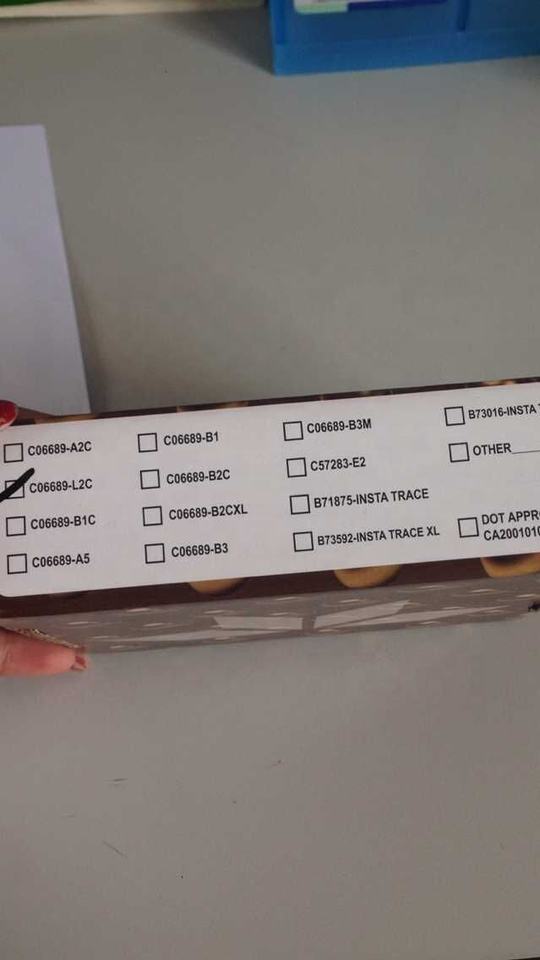 C06689-A2C
C06689-L2C
C06689-B1C
C06689-A5
C06689-B1
C06689-B2C
C06689-B2CXL
C06689-B3
C06689-B3M
C57283-E2
B71875-INSTA TRACE
B73592-INSTA TRACE XL
B73016-INSTA
OTHER
DOT APPR
CA2001010